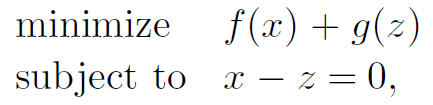 minimize f(x) + g(z)
subject to x − z = 0,